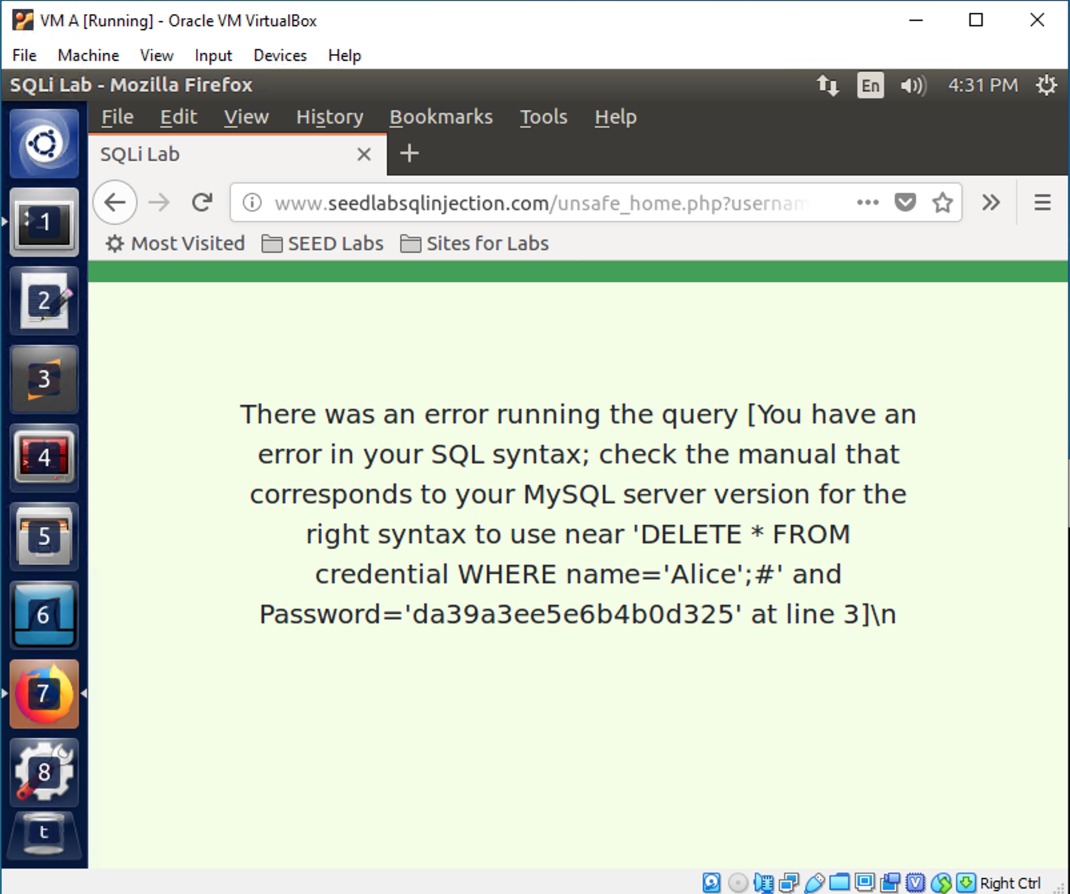 VM A [Running] - Oracle VM VirtualBox
File Machine View Input Devices Help
SQLi Lab - Mozilla Firefox En 4:31 PM
File Edit View History Bookmarks Tools Help
SQLi Lab
www.seedlabsqlinjection.com/unsafe_home.php?usernam
Most Visited SEED Labs Sites for Labs
1
2
3
4
5
6
7
8
t
There was an error running the query [You have an
error in your SQL syntax; check the manual that
corresponds to your MySQL server version for the
right syntax to use near 'DELETE * FROM
credential WHERE name='Alice';#' and
Password='da39a3ee5e6b4b0d325' at line 3]\n
Right Ctrl